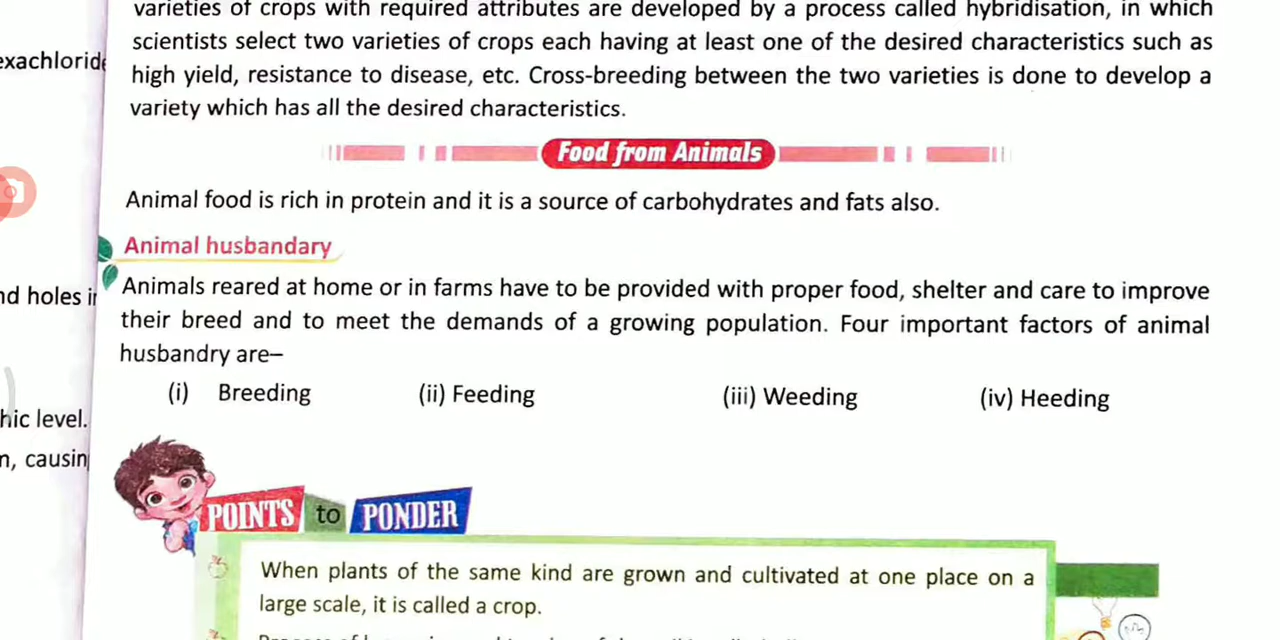 varieties of crops with required attributes are developed by a process called hybridisation, in which
scientists select two varieties of crops each having at least one of the desired characteristics such as
high yield, resistance to disease, etc. Cross-breeding between the two varieties is done to develop a
variety which has all the desired characteristics.
Food from Animals
Animal food is rich in protein and it is a source of carbohydrates and fats also.
Animal husbandary
Animals reared at home or in farms have to be provided with proper food, shelter and care to improve
their breed and to meet the demands of a growing population. Four important factors of animal
husbandry are–
(i) Breeding (ii) Feeding (iii) Weeding (iv) Heeding
POINTS to PONDER
When plants of the same kind are grown and cultivated at one place on a
large scale, it is called a crop.
exachloride
nd holes in
hic level.
n, causin